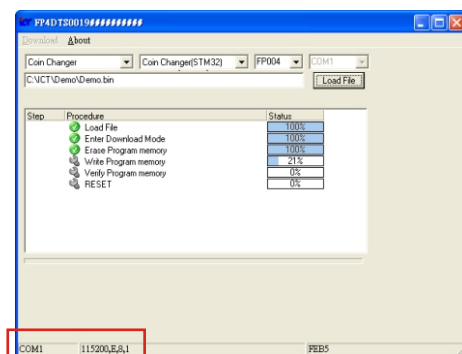 ict FP4DTS0019##########
Download About
Coin Changer Coin Changer(STM32) FP004 COM1
C:\ICT\Demo\Demo.bin Load File
Step Procedure Status
Load File 100%
Enter Download Mode 100%
Erase Program memory 100%
Write Program memory 21%
Verify Program memory 0%
RESET 0%
COM1 115200,E,8,1 FEB5